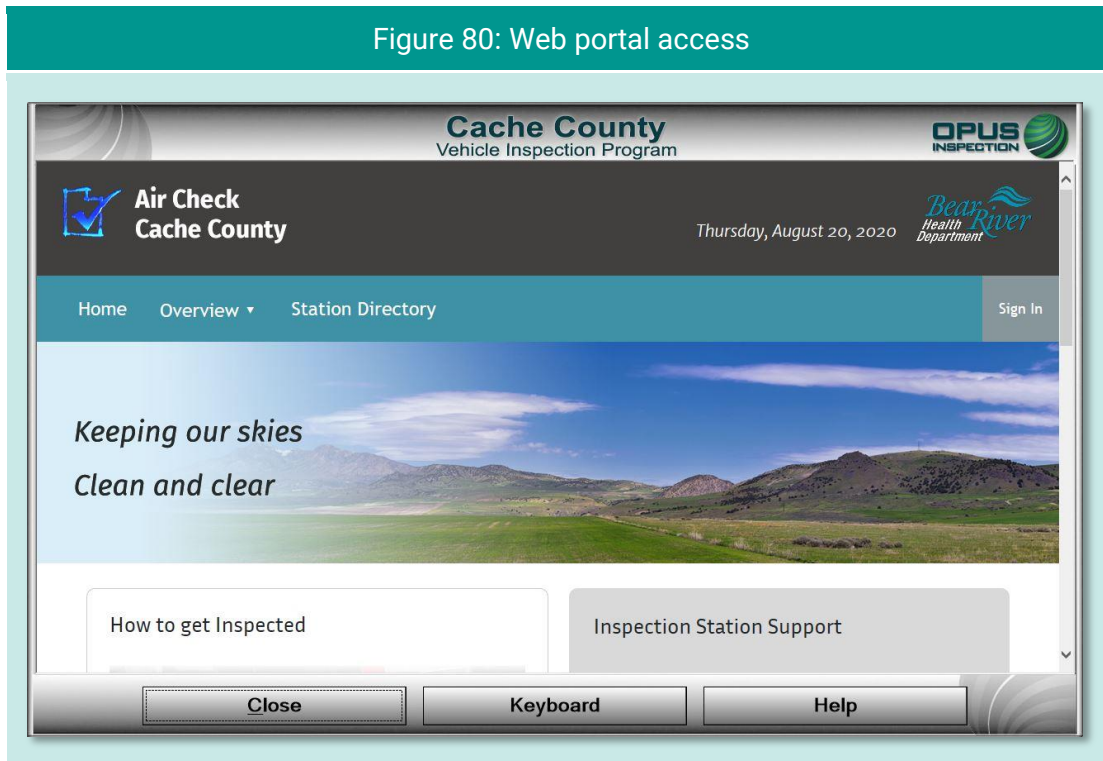 Figure 80: Web portal access
Cache County
Vehicle Inspection Program
OPUS
INSPECTION
Air Check
Cache County
Thursday, August 20, 2020
Bear River
Health
Department
Home Overview ▾ Station Directory Sign In
Keeping our skies
Clean and clear
How to get Inspected
Inspection Station Support
Close Keyboard Help